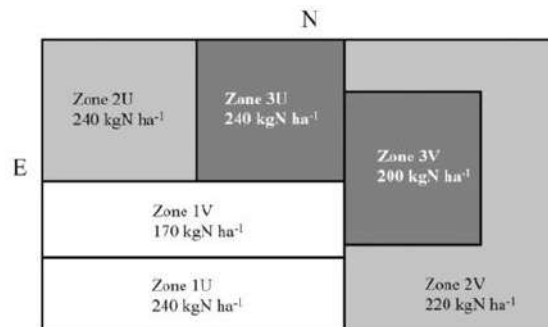 N
Zone 2U
240 kgN ha⁻¹
Zone 3U
240 kgN ha⁻¹
E
Zone 3V
200 kgN ha⁻¹
Zone 1V
170 kgN ha⁻¹
Zone 1U
240 kgN ha⁻¹
Zone 2V
220 kgN ha⁻¹